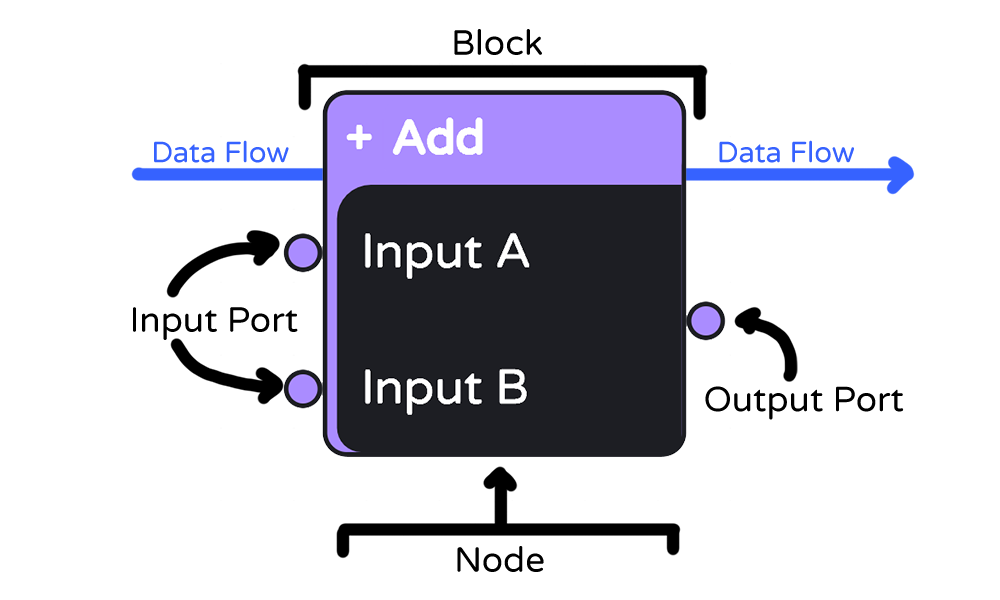 Block
+ Add
Data Flow
Data Flow
Input A
Input Port
Input B
Output Port
Node